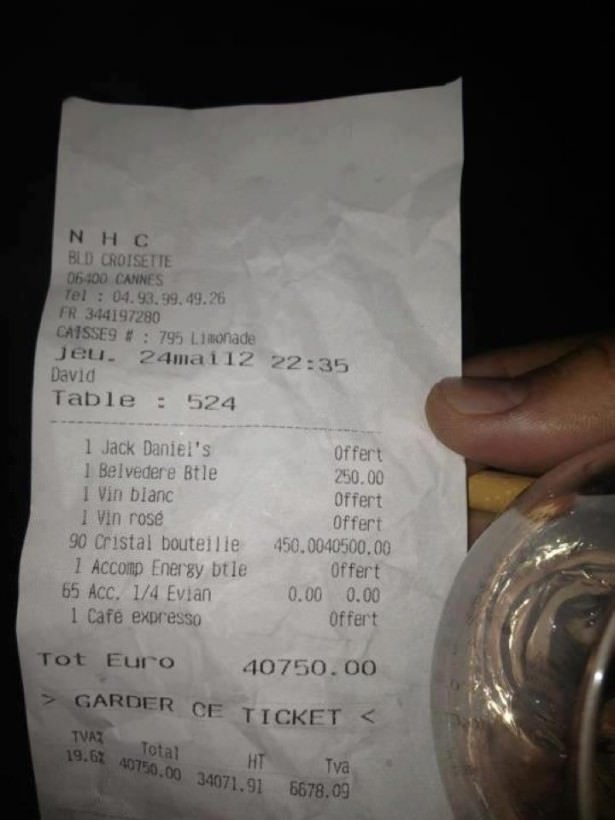 N H C
BLD CROISETTE
06400 CANNES
Tel : 04.93.99.49.26
FR 344197280
CAISSE9 # : 795 Limonade
jeu. 24mai12 22:35
David
Table : 524
1 Jack Daniel's Offert
1 Belvedere Btle 250.00
1 Vin blanc Offert
1 Vin rosé Offert
90 Cristal bouteille 450.0040500.00
1 Accomp Energy btle Offert
65 Acc. 1/4 Evian 0.00 0.00
1 Café expresso Offert
Tot Euro 40750.00
> GARDER CE TICKET <
TVA% Total HT Tva
19.6% 40750.00 34071.91 6678.09